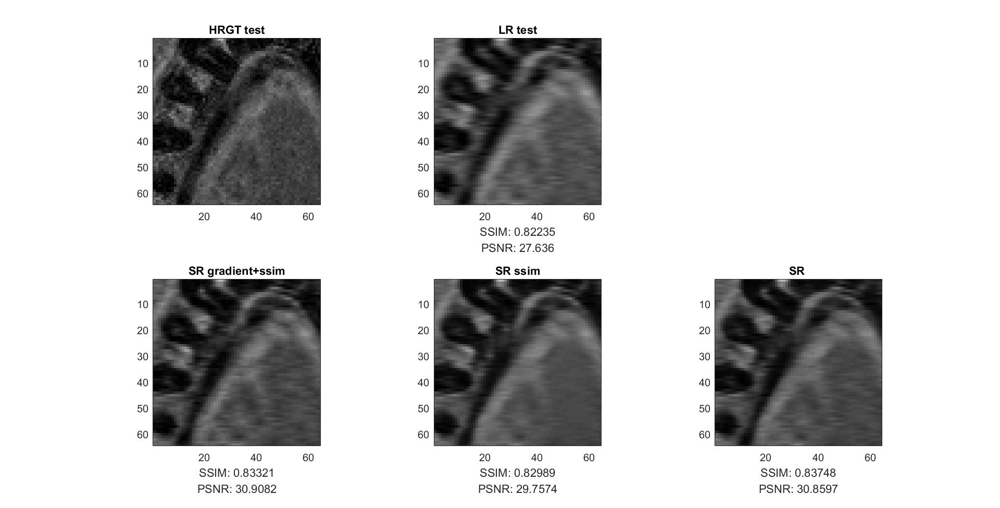 HRGT test
10
20
30
40
50
60
20 40 60
LR test
10
20
30
40
50
60
20 40 60
SSIM: 0.82235
PSNR: 27.636
SR gradient+ssim
10
20
30
40
50
60
20 40 60
SSIM: 0.83321
PSNR: 30.9082
SR ssim
10
20
30
40
50
60
20 40 60
SSIM: 0.82989
PSNR: 29.7574
SR
10
20
30
40
50
60
20 40 60
SSIM: 0.83748
PSNR: 30.8597